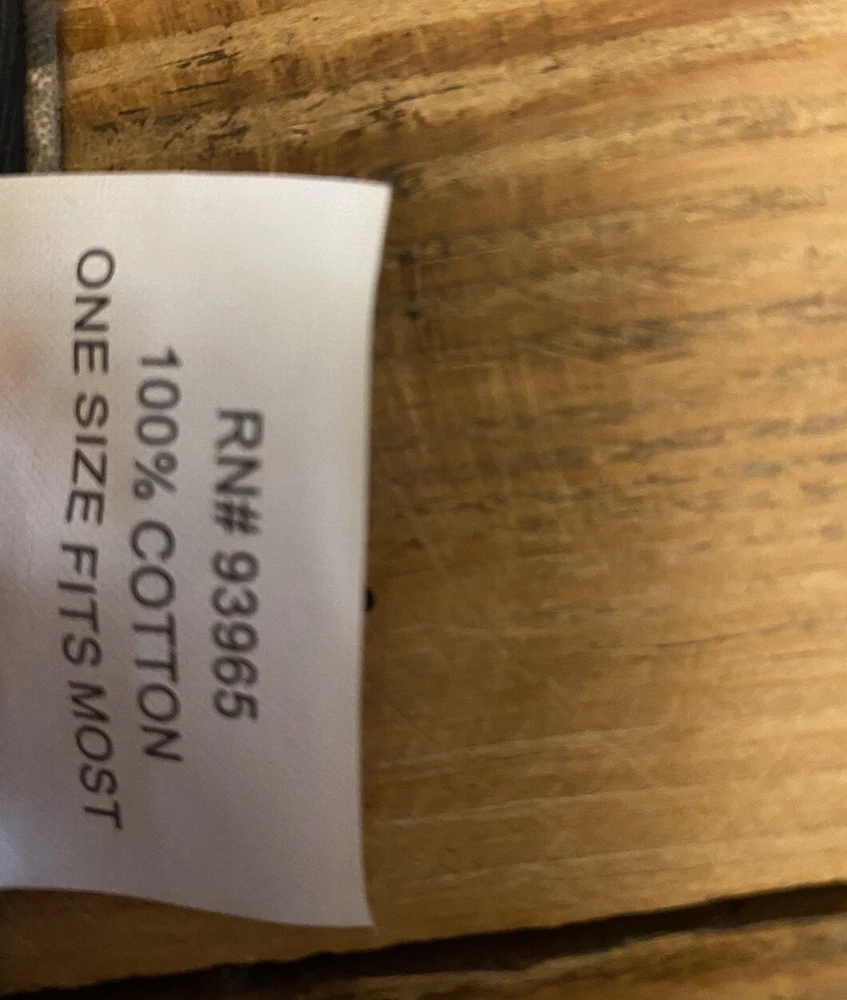 RN# 93965
100% COTTON
ONE SIZE FITS MOST